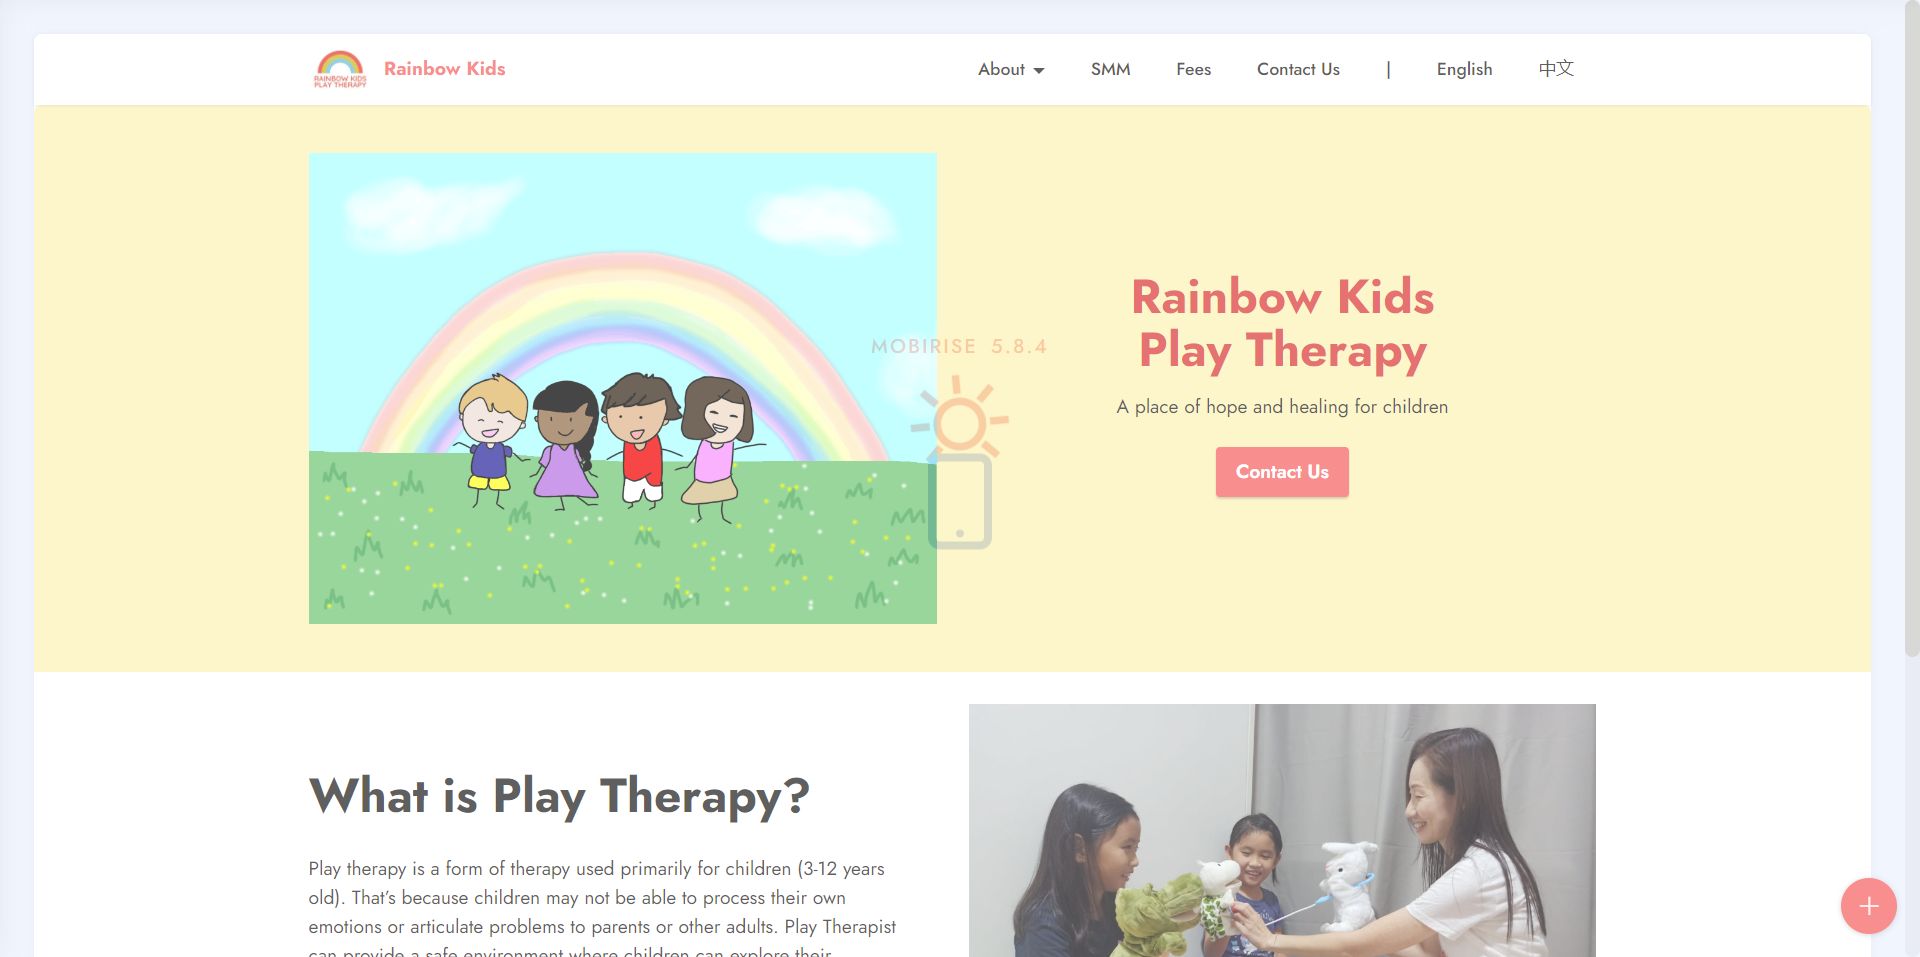 RAINBOW KIDS
PLAY THERAPY
Rainbow Kids
About
SMM
Fees
Contact Us
|
English
中文
MOBIRISE 5.8.4
Rainbow Kids
Play Therapy
A place of hope and healing for children
Contact Us
What is Play Therapy?
Play therapy is a form of therapy used primarily for children (3-12 years
old). That’s because children may not be able to process their own
emotions or articulate problems to parents or other adults. Play Therapist
can provide a safe environment where children can explore their